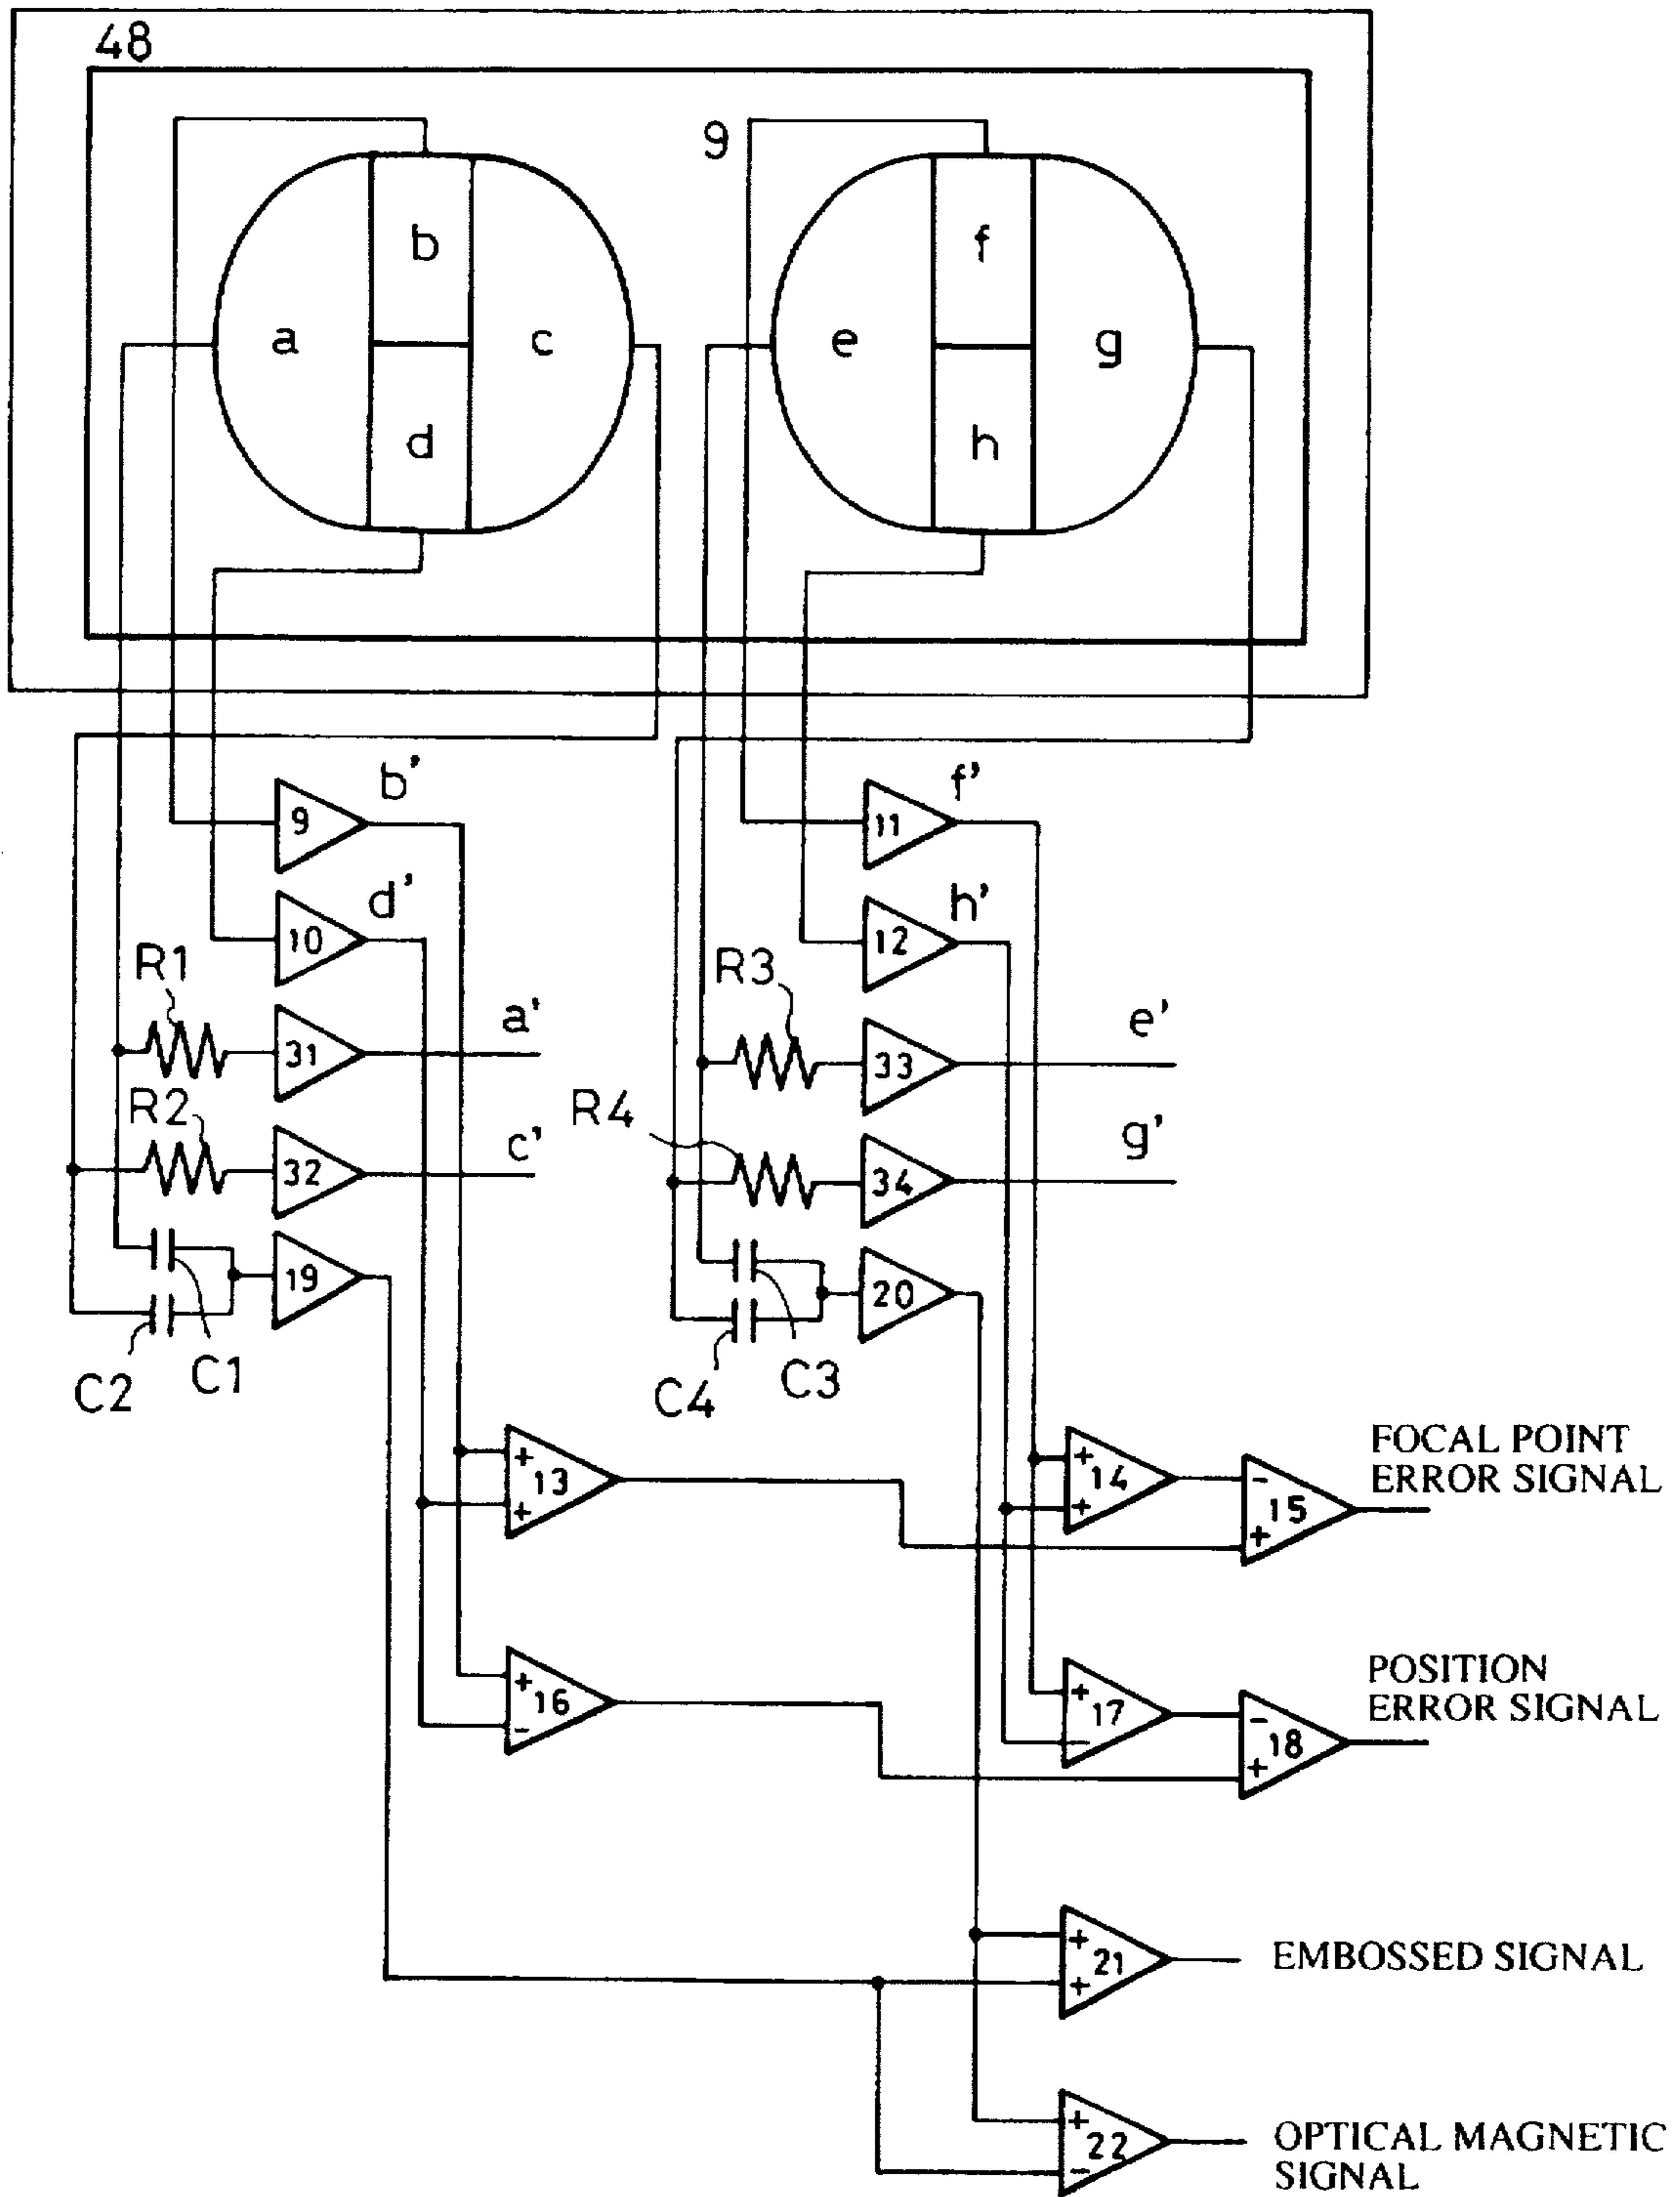 48
9
b
f
a
c
e
g
d
h
b'
f'
9
11
d'
h'
10
12
R1
R3
a'
e'
31
33
R2
R4
c'
g'
32
34
19
20
C2
C1
C4
C3
+
13
+
+
14
+
-
15
+
FOCAL POINT
ERROR SIGNAL
+
16
-
+
17
-
-
18
+
POSITION
ERROR SIGNAL
+
21
+
EMBOSSED SIGNAL
+
22
-
OPTICAL MAGNETIC
SIGNAL